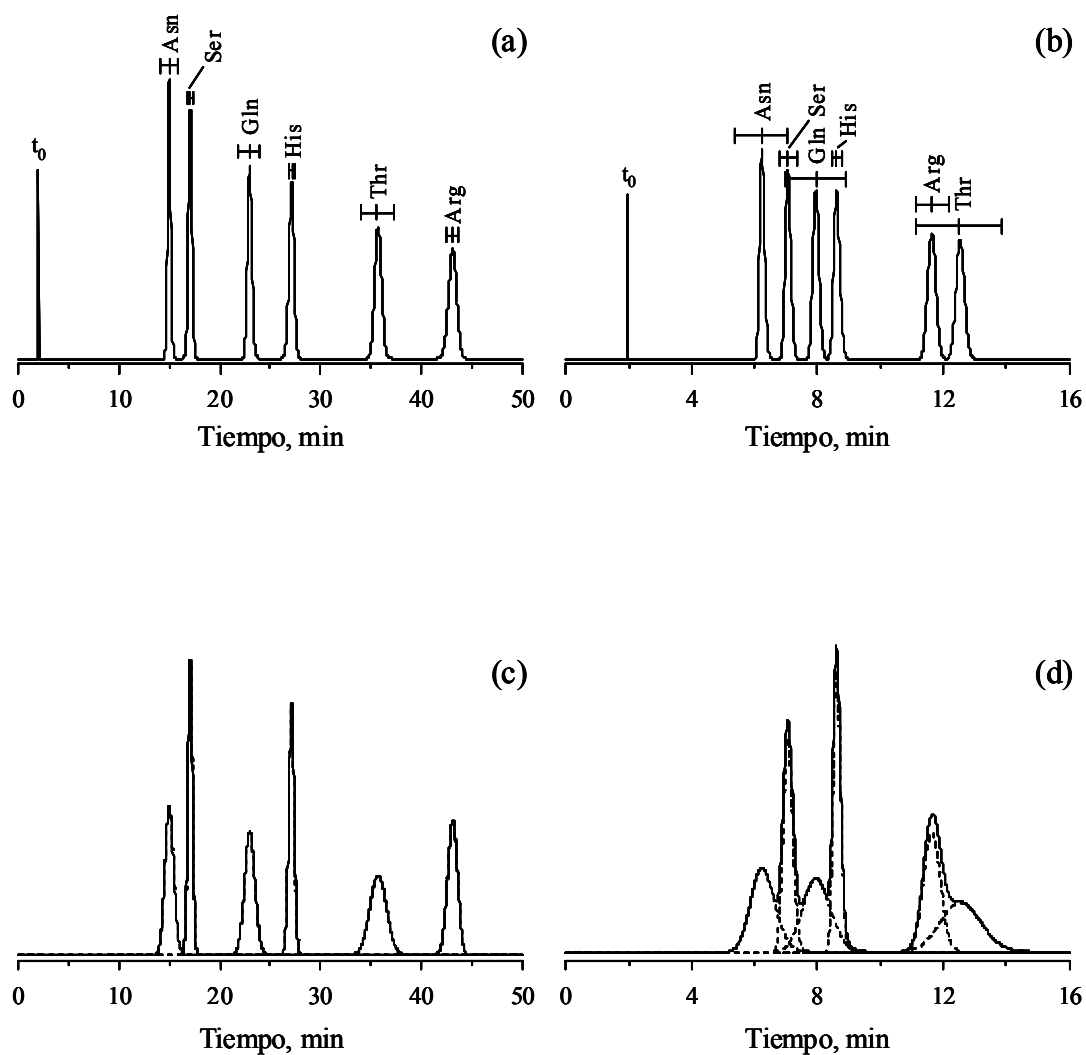 (a)
Asn
Ser
Gln
His
Thr
Arg
t0
0 10 20 30 40 50
Tiempo, min
(b)
Asn
Ser
Gln
His
Arg
Thr
t0
0 4 8 12 16
Tiempo, min
(c)
0 10 20 30 40 50
Tiempo, min
(d)
0 4 8 12 16
Tiempo, min